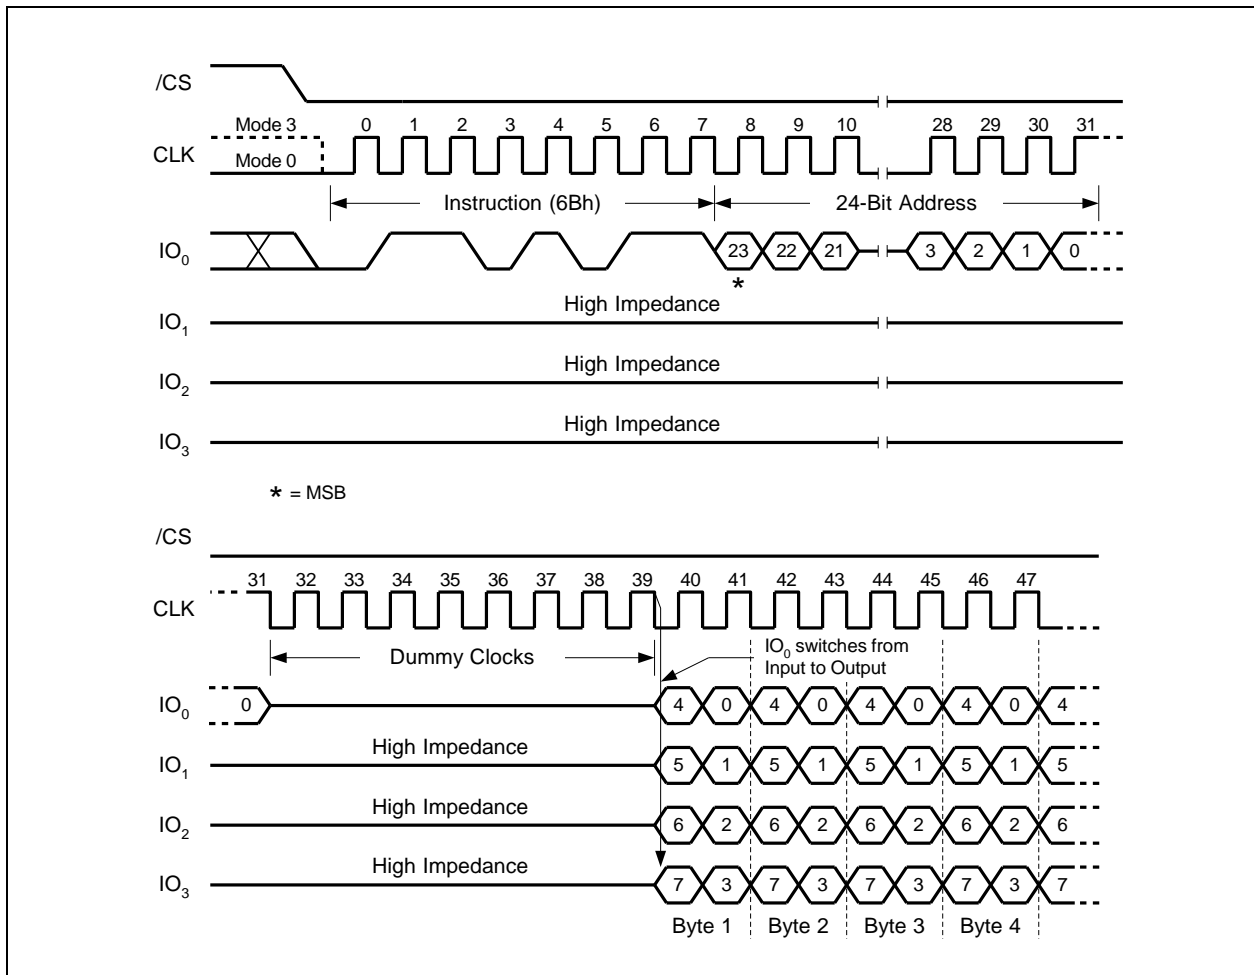 /CS
Mode 3 0 1 2 3 4 5 6 7 8 9 10 28 29 30 31
CLK
Mode 0
Instruction (6Bh) 24-Bit Address
IO0 23 22 21 3 2 1 0
*
High Impedance
IO1
High Impedance
IO2
High Impedance
IO3
* = MSB
/CS
31 32 33 34 35 36 37 38 39 40 41 42 43 44 45 46 47
CLK
Dummy Clocks
IO0 switches from
Input to Output
IO0 0 4 0 4 0 4 0 4 0 4
High Impedance
IO1 5 1 5 1 5 1 5 1 5
High Impedance
IO2 6 2 6 2 6 2 6 2 6
High Impedance
IO3 7 3 7 3 7 3 7 3 7
Byte 1 Byte 2 Byte 3 Byte 4